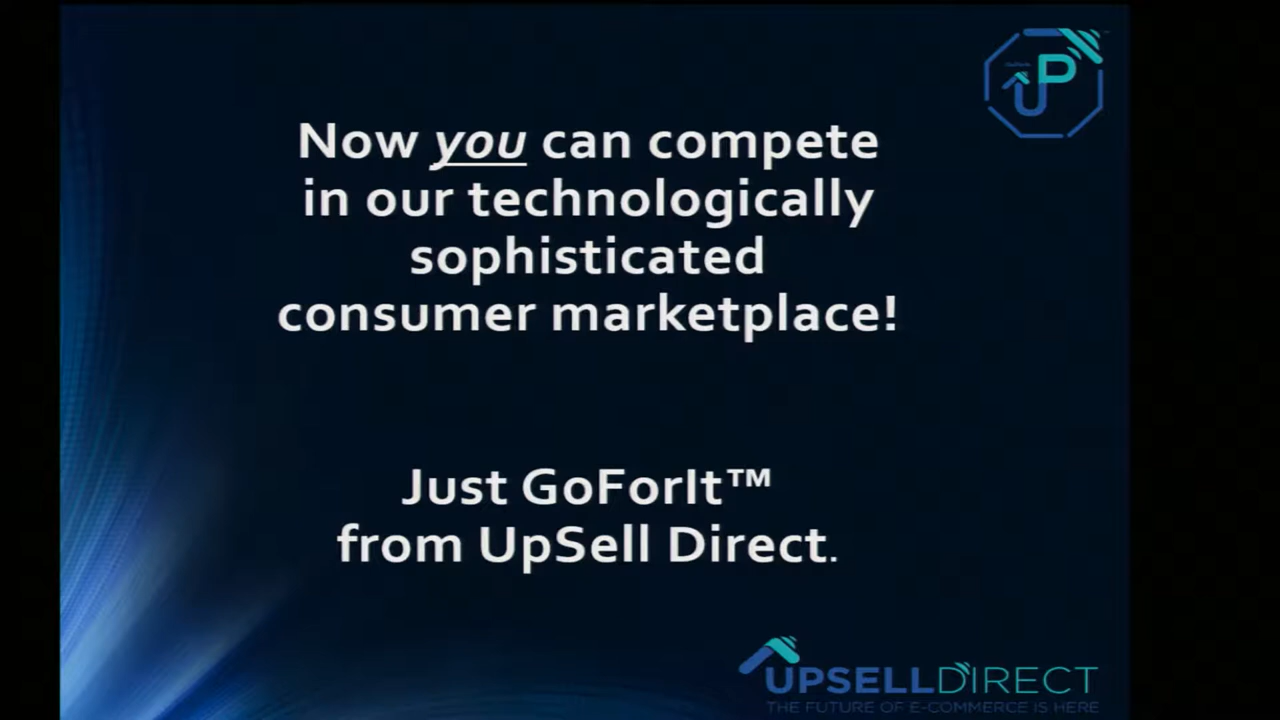 UP
Now you can compete
in our technologically
sophisticated
consumer marketplace!
Just GoForIt™
from UpSell Direct.
UPSELLDIRECT
THE FUTURE OF E-COMMERCE IS HERE